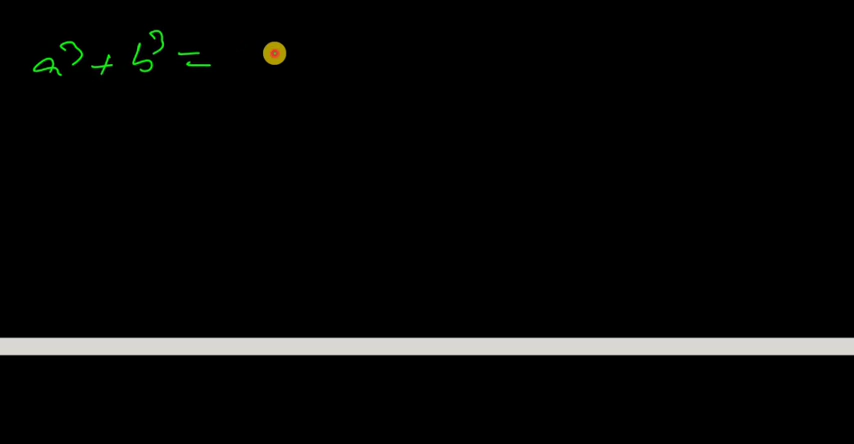 a³ + b³ =